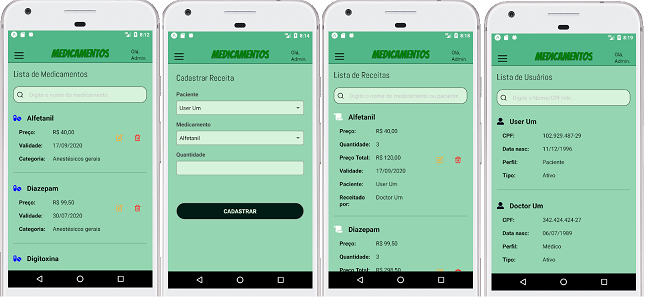 8:12
MEDICAMENTOS
Olá,
Admin.
Lista de Medicamentos
Digite o nome do medicamento
Alfetanil
Preço: R$ 40,00
Validade: 17/09/2020
Categoria: Anestésicos gerais
Diazepam
Preço: R$ 99,50
Validade: 30/07/2020
Categoria: Anestésicos gerais
Digitoxina
8:14
MEDICAMENTOS
Olá,
Admin.
Cadastrar Receita
Paciente
User Um
Medicamento
Alfetanil
Quantidade
CADASTRAR
8:18
MEDICAMENTOS
Olá,
Admin.
Lista de Receitas
Digite o nome do medicamento ou paciente
Alfetanil
Preço: R$ 40,00
Quantidade: 3
Preço Total: R$ 120,00
Validade: 17/09/2020
Paciente: User Um
Receitado Doctor Um
por:
Diazepam
Preço: R$ 99,50
Quantidade: 3
Preço Total: R$ 298,50
8:19
MEDICAMENTOS
Olá,
Admin.
Lista de Usuários
Digite o Nome/CPF
User Um
CPF: 102.929.487-29
Data nasc: 11/12/1996
Perfil: Paciente
Tipo: Ativo
Doctor Um
CPF: 342.424.424-27
Data nasc: 06/07/1989
Perfil: Médico
Tipo: Ativo